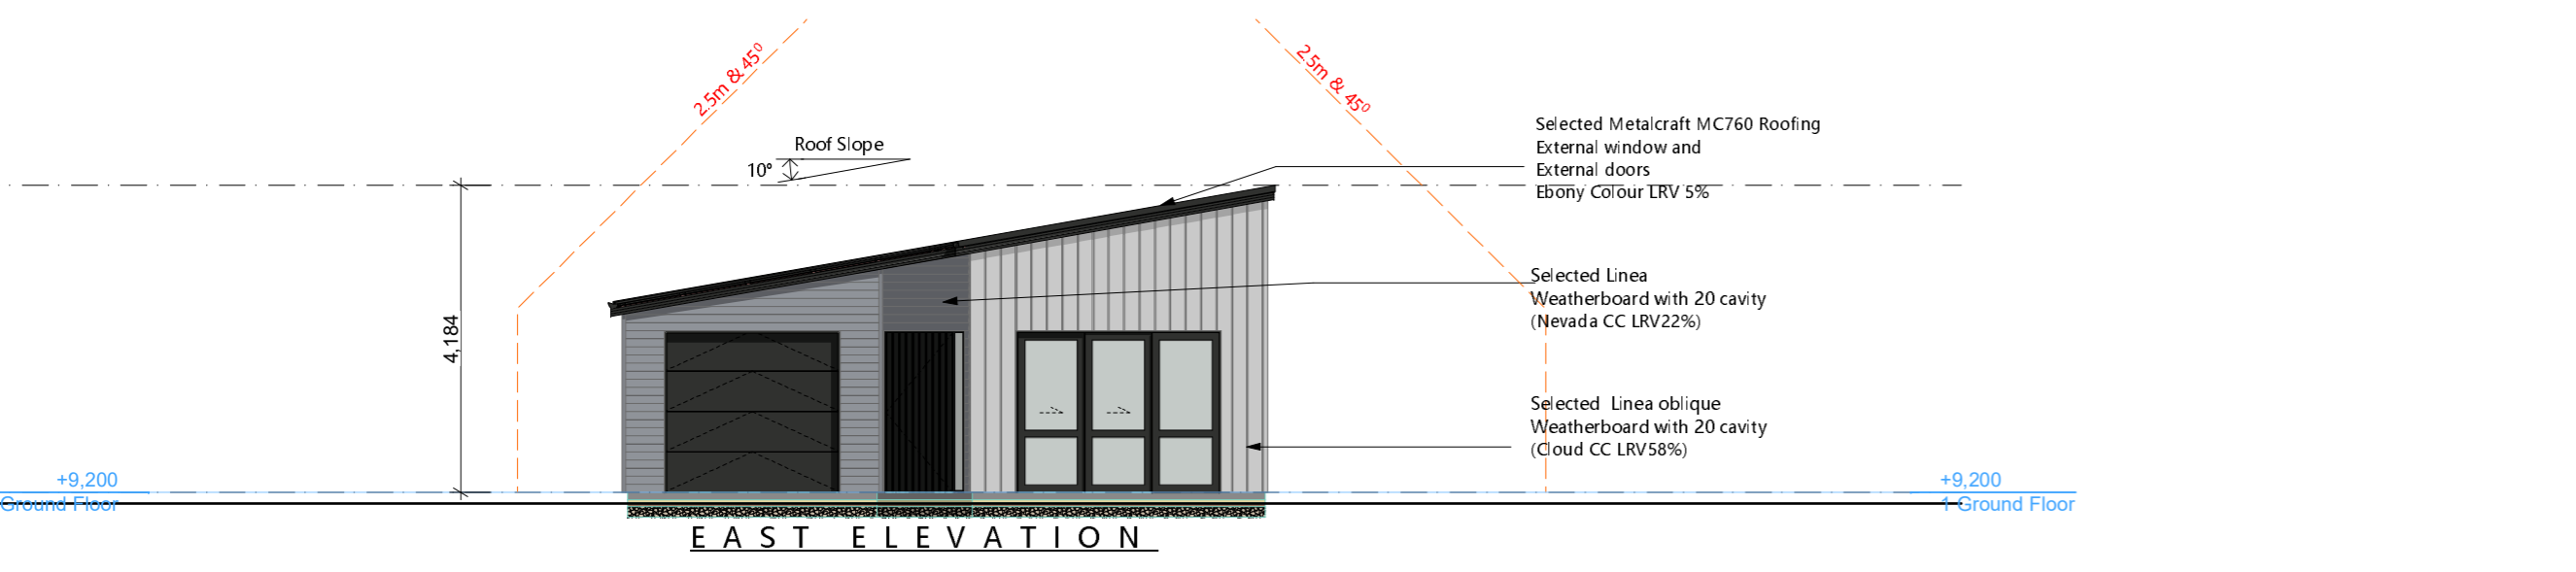 2.5m & 45⁰
2.5m & 45⁰
Roof Slope
10°
Selected Metalcraft MC760 Roofing
External window and
External doors
Ebony Colour LRV 5%
Selected Linea
Weatherboard with 20 cavity
(Nevada CC LRV22%)
4,184
Selected Linea oblique
Weatherboard with 20 cavity
(Cloud CC LRV58%)
+9,200
Ground Floor
+9,200
1 Ground Floor
EAST ELEVATION